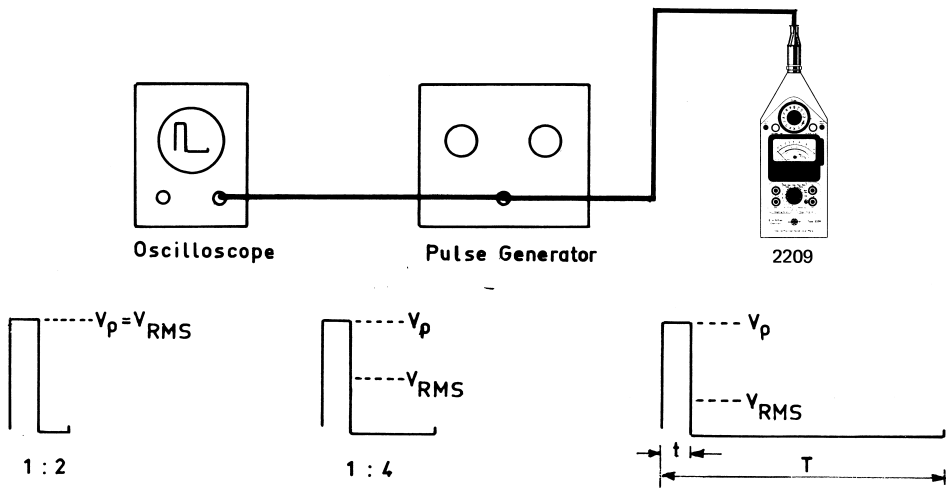 Oscilloscope
Pulse Generator
2209
Vp = VRMS
Vp
VRMS
Vp
VRMS
t
T
1 : 2
1 : 4